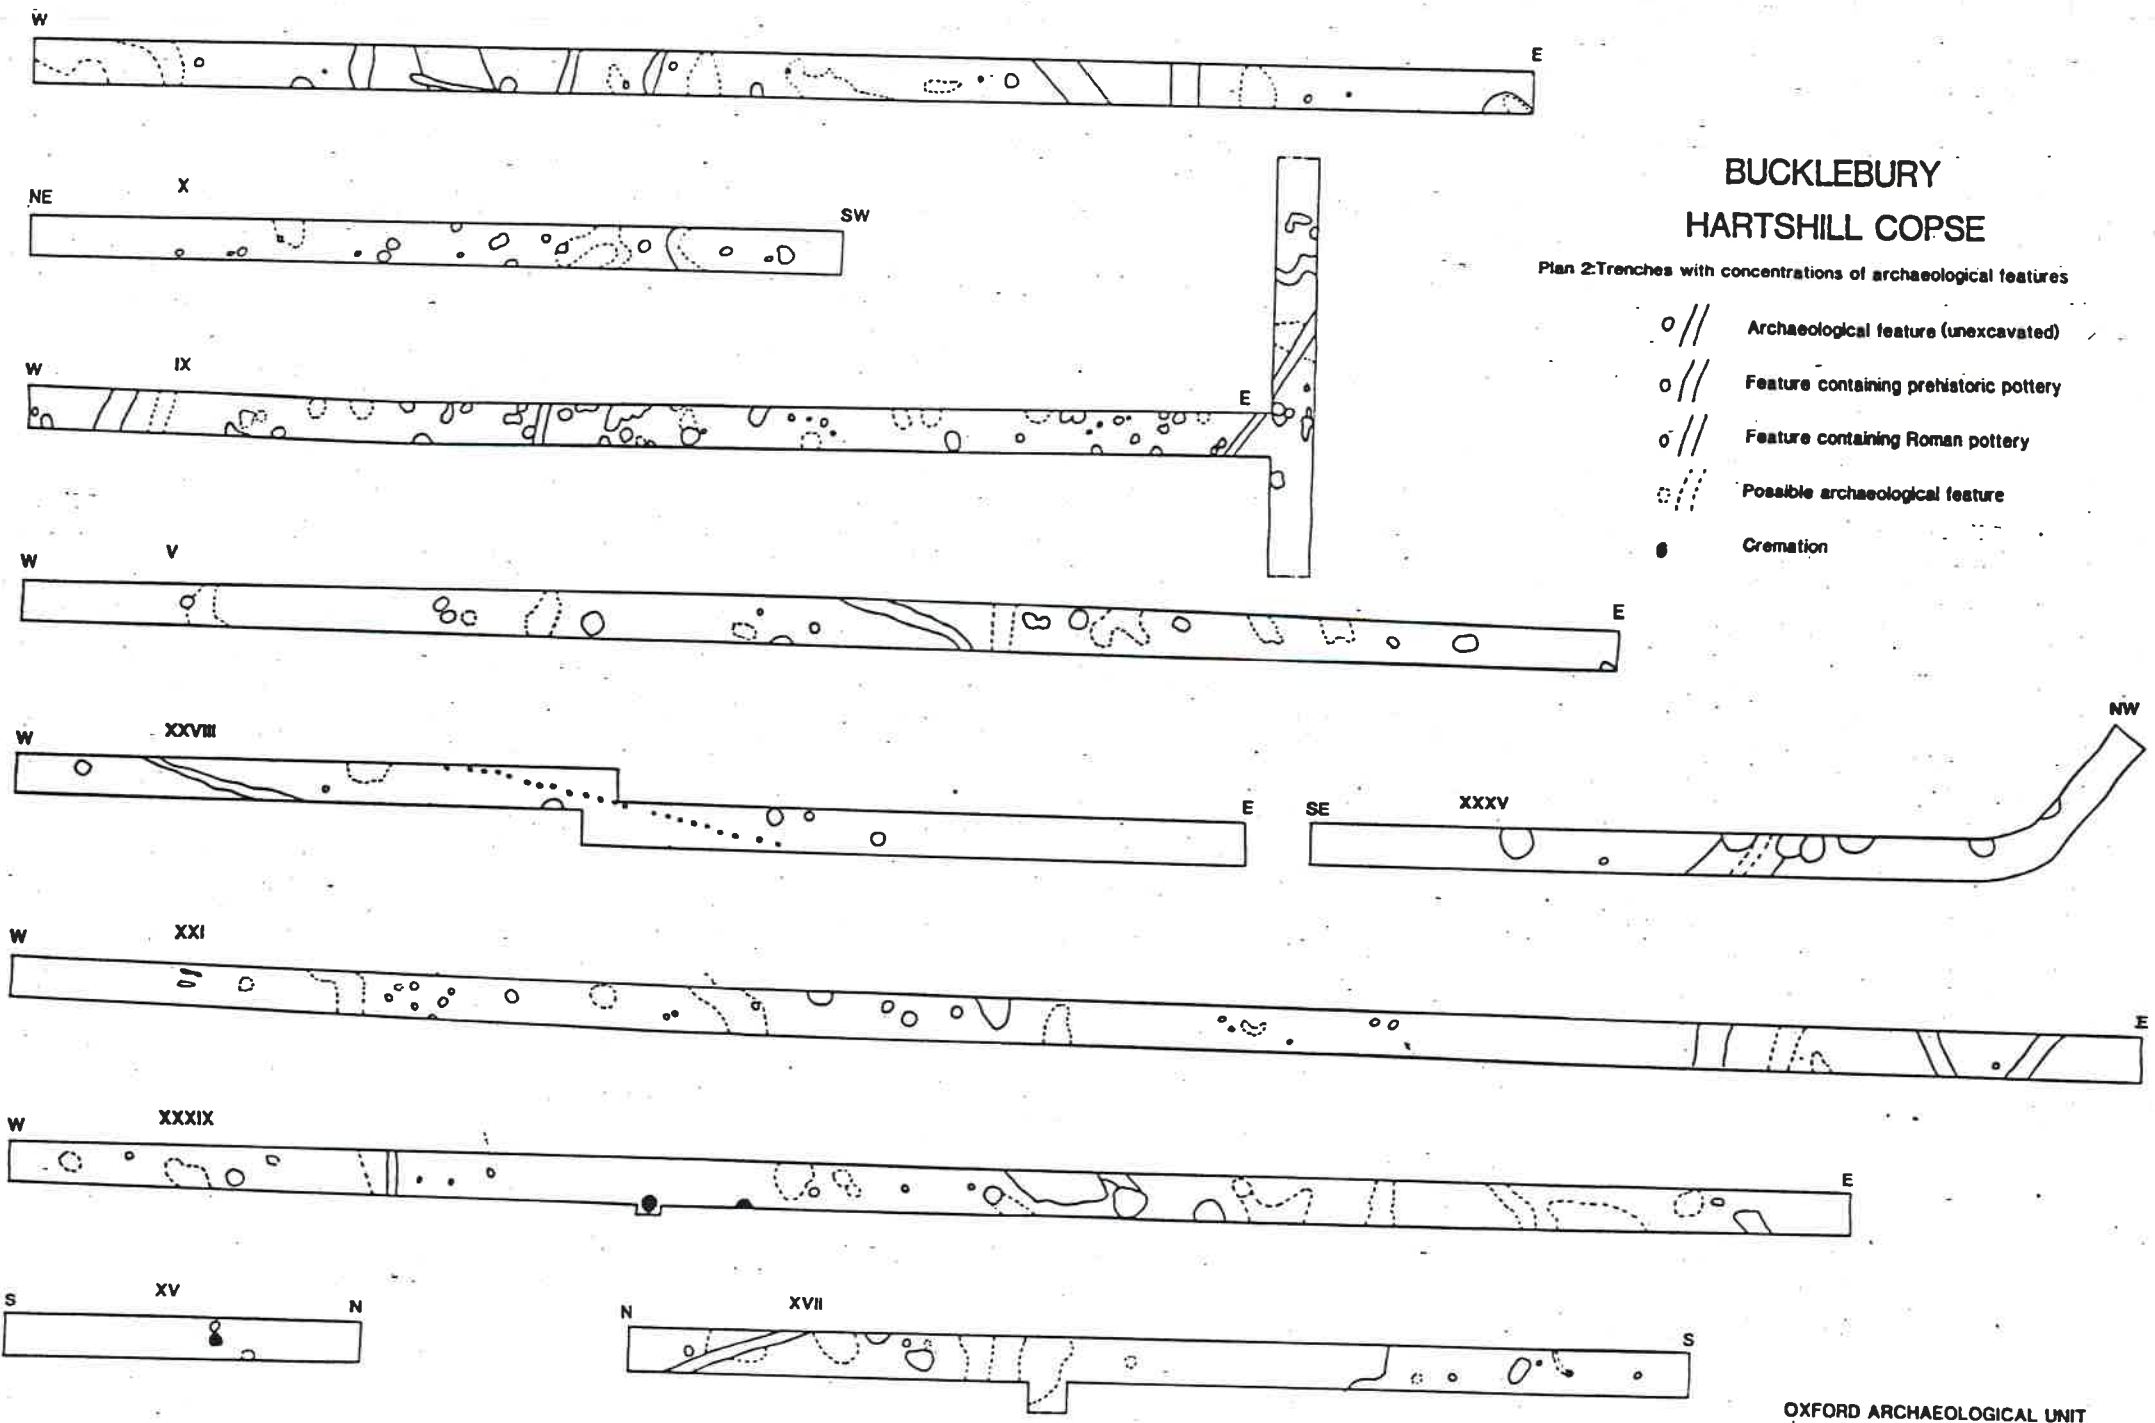 W
E
BUCKLEBURY
HARTSHILL COPSE
Plan 2:Trenches with concentrations of archaeological features
Archaeological feature (unexcavated)
Feature containing prehistoric pottery
Feature containing Roman pottery
Possible archaeological feature
Cremation
NE
X
SW
W
IX
E
W
V
E
W
XXVIII
E
SE
XXXV
NW
W
XXI
E
W
XXXIX
E
S
XV
N
N
XVII
S
OXFORD ARCHAEOLOGICAL UNIT